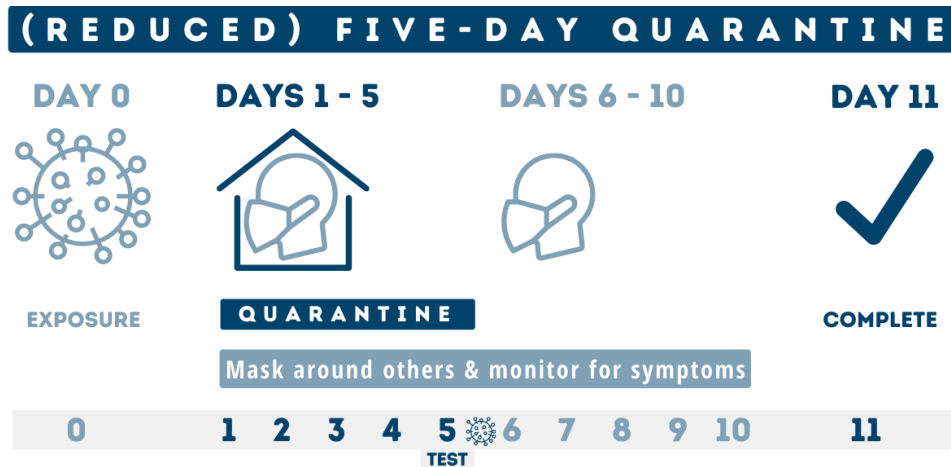 (REDUCED) FIVE-DAY QUARANTINE
DAY 0 DAYS 1 - 5 DAYS 6 - 10 DAY 11
EXPOSURE QUARANTINE COMPLETE
Mask around others & monitor for symptoms
0 1 2 3 4 5 6 7 8 9 10 11
TEST